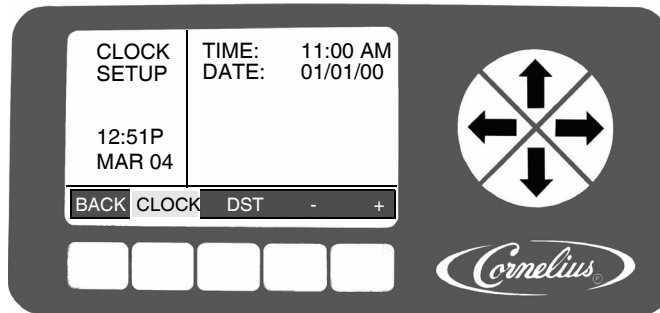 CLOCK
SETUP
TIME: 11:00 AM
DATE: 01/01/00
12:51P
MAR 04
BACK CLOCK DST - +
Cornelius®